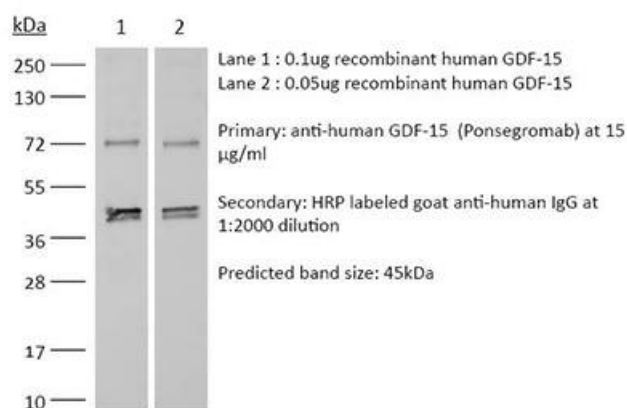 kDa
1 2
250
130
72
55
36
28
17
10
Lane 1 : 0.1ug recombinant human GDF-15
Lane 2 : 0.05ug recombinant human GDF-15
Primary: anti-human GDF-15 (Ponsegromab) at 15
µg/ml
Secondary: HRP labeled goat anti-human IgG at
1:2000 dilution
Predicted band size: 45kDa